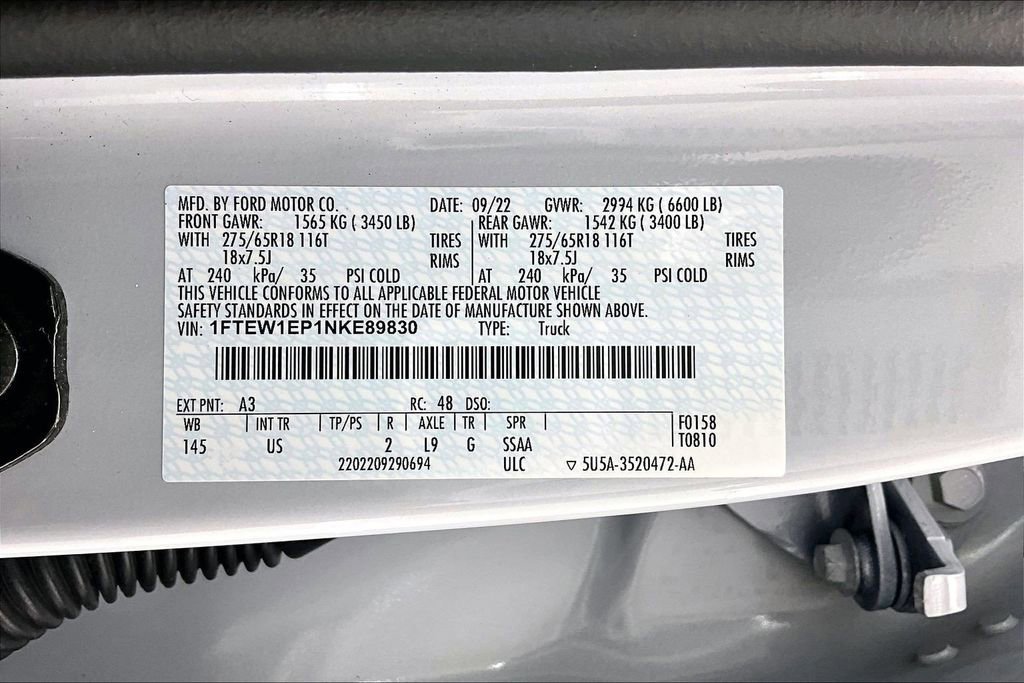 MFD. BY FORD MOTOR CO. DATE: 09/22 GVWR: 2994 KG ( 6600 LB)
FRONT GAWR: 1565 KG ( 3450 LB) REAR GAWR: 1542 KG ( 3400 LB)
WITH 275/65R18 116T TIRES WITH 275/65R18 116T TIRES
18x7.5J RIMS 18x7.5J RIMS
AT 240 kPa/ 35 PSI COLD AT 240 kPa/ 35 PSI COLD
THIS VEHICLE CONFORMS TO ALL APPLICABLE FEDERAL MOTOR VEHICLE
SAFETY STANDARDS IN EFFECT ON THE DATE OF MANUFACTURE SHOWN ABOVE.
VIN: 1FTEW1EP1NKE89830 TYPE: Truck
EXT PNT: A3 RC: 48 DSO:
WB INT TR TP/PS R AXLE TR SPR F0158
145 US 2 L9 G SSAA T0810
2202209290694 ULC ▽ 5U5A-3520472-AA